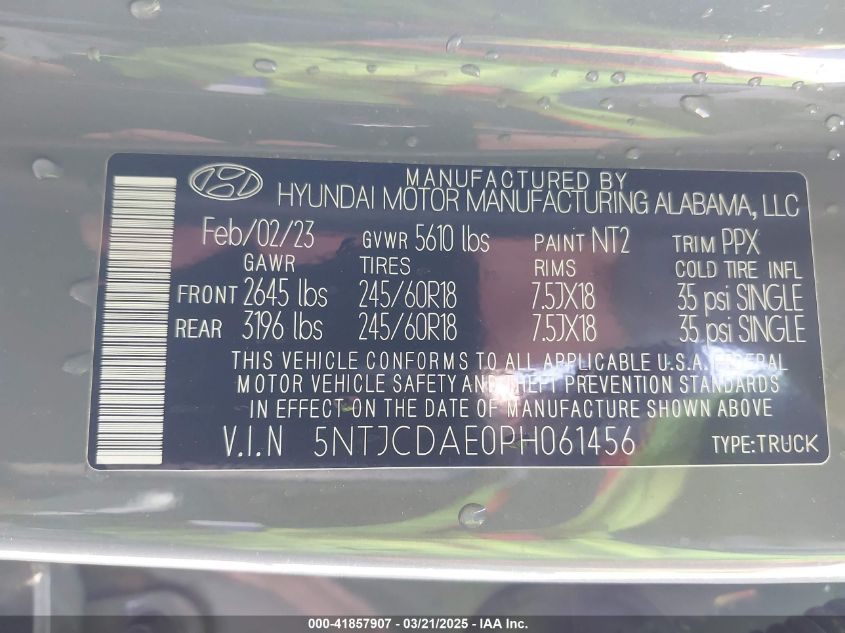 MANUFACTURED BY
HYUNDAI MOTOR MANUFACTURING ALABAMA, LLC
Feb/02/23 GVWR 5610 lbs PAINT NT2 TRIM PPX
GAWR TIRES RIMS COLD TIRE INFL
FRONT 2645 lbs 245/60R18 7.5JX18 35 psi SINGLE
REAR 3196 lbs 245/60R18 7.5JX18 35 psi SINGLE
THIS VEHICLE CONFORMS TO ALL APPLICABLE U.S.A. FEDERAL
MOTOR VEHICLE SAFETY AND THEFT PREVENTION STANDARDS
IN EFFECT ON THE DATE OF MANUFACTURE SHOWN ABOVE
V.I.N 5NTJCDAE0PH061456 TYPE:TRUCK
000-41857907 - 03/21/2025 - IAA Inc.